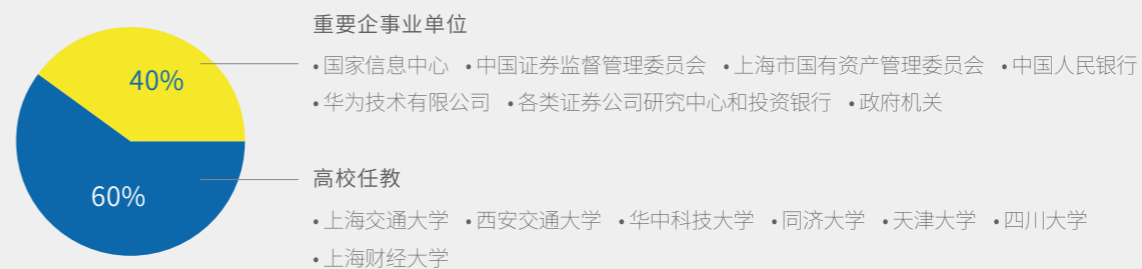 40%
60%
重要企事业单位
•国家信息中心 •中国证券监督管理委员会 •上海市国有资产管理委员会 •中国人民银行
•华为技术有限公司 •各类证券公司研究中心和投资银行 •政府机关
高校任教
•上海交通大学 •西安交通大学 •华中科技大学 •同济大学 •天津大学 •四川大学
•上海财经大学